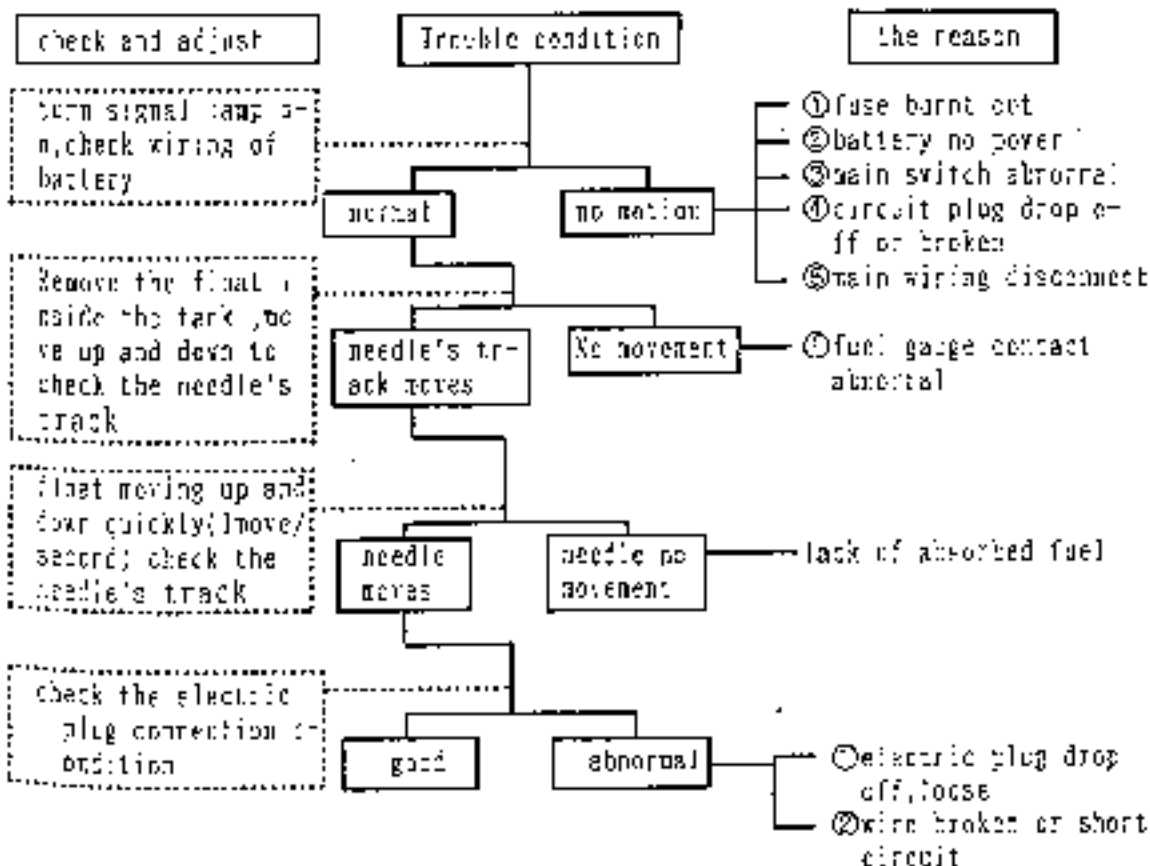 check and adjust
Trouble condition
the reason
turn signal lamp o-
n,check wiring of
battery
normal
no motion
①fuse burnt out
②battery no power
③main switch abnormal
④circuit plug drop o-
ff or broken
⑤main wiring disconnect
Remove the float i
nside the tank ,mo
ve up and down to
check the needle's
track
needle's tr-
ack moves
No movement
①fuel gauge contact
abnormal
float moving up and
down quickly(1move/
second) check the
needle's track
needle
moves
needle no
movement
lack of absorbed fuel
check the electric
plug connection c-
ondition
good
abnormal
①electric plug drop
off,loose
②wire broken or short
circuit